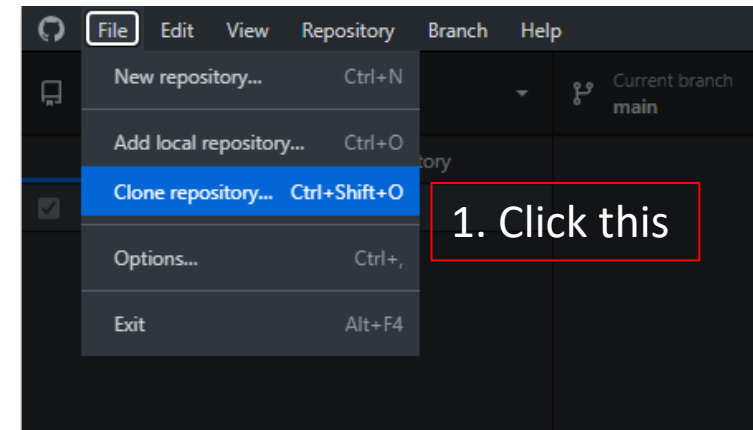 File Edit View Repository Branch Help
New repository... Ctrl+N
Current branch
main
Add local repository... Ctrl+O
tory
Clone repository... Ctrl+Shift+O
1. Click this
Options... Ctrl+,
Exit Alt+F4